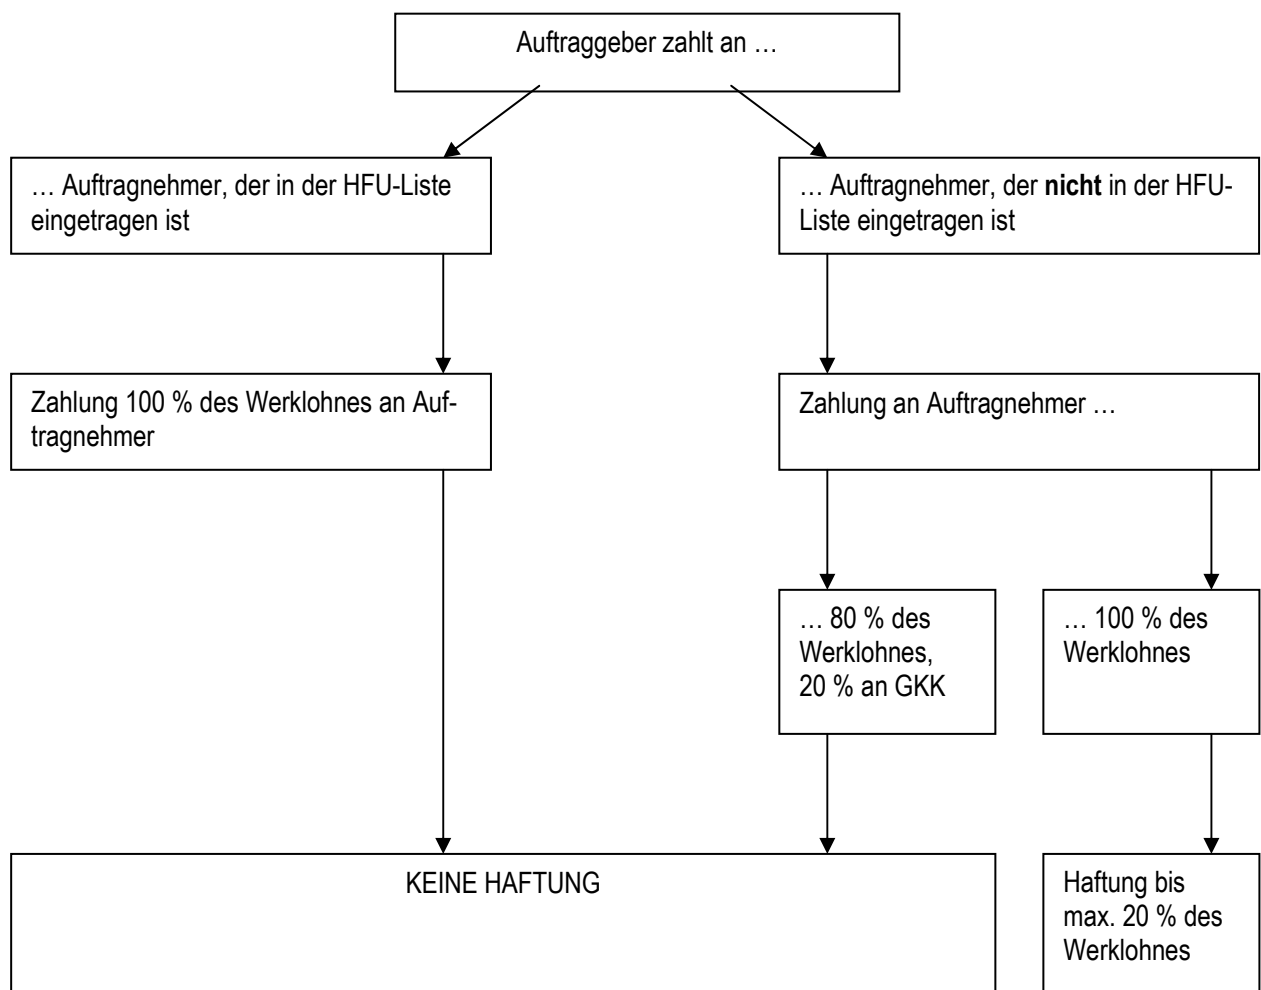 Auftraggeber zahlt an …
… Auftragnehmer, der in der HFU-Liste
eingetragen ist
… Auftragnehmer, der nicht in der HFU-
Liste eingetragen ist
Zahlung 100 % des Werklohnes an Auf-
tragnehmer
Zahlung an Auftragnehmer …
… 80 % des
Werklohnes,
20 % an GKK
… 100 % des
Werklohnes
KEINE HAFTUNG
Haftung bis
max. 20 % des
Werklohnes